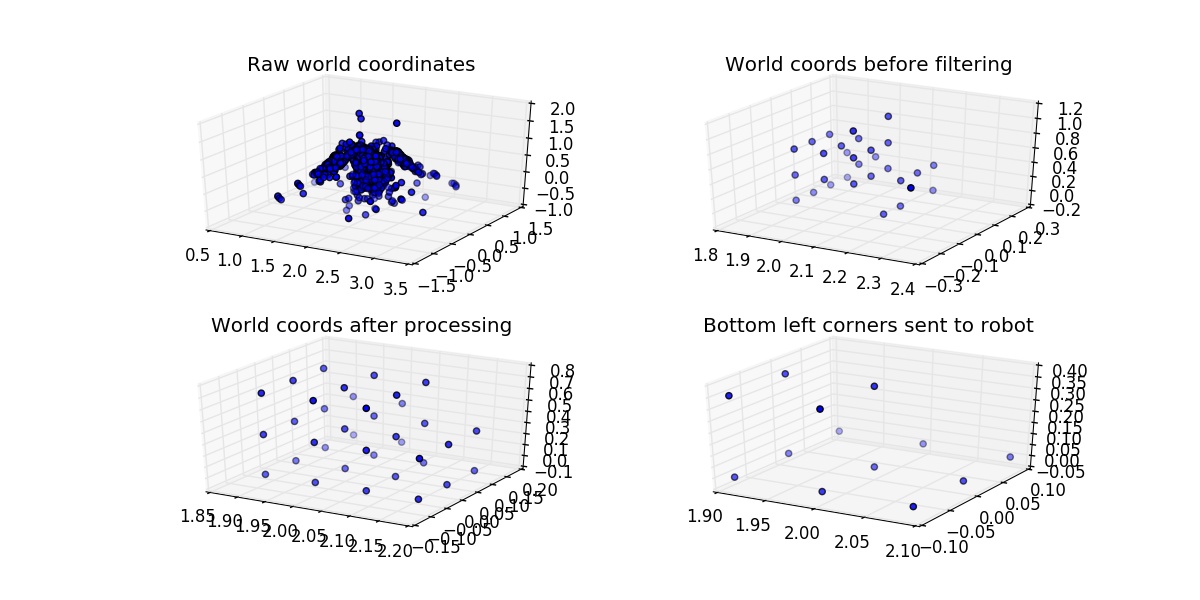 Raw world coordinates
2.0
1.5
1.0
0.5
0.0
−0.5
−1.0
0.5 1.0 1.5 2.0 2.5 3.0 3.5
−1.5 −1.0 −0.5 0.0 0.5 1.0 1.5
World coords before filtering
1.2
1.0
0.8
0.6
0.4
0.2
0.0
−0.2
1.8 1.9 2.0 2.1 2.2 2.3 2.4
−0.3 −0.2 −0.1 0.0 0.1 0.2 0.3
World coords after processing
0.8
0.7
0.6
0.5
0.4
0.3
0.2
0.1
0.0
−0.1
1.85 1.90 1.95 2.00 2.05 2.10 2.15 2.20
−0.15 −0.10 −0.05 0.00 0.05 0.10 0.15 0.20
Bottom left corners sent to robot
0.40
0.35
0.30
0.25
0.20
0.15
0.10
0.05
0.00
−0.05
1.90 1.95 2.00 2.05 2.10
−0.10 −0.05 0.00 0.05 0.10